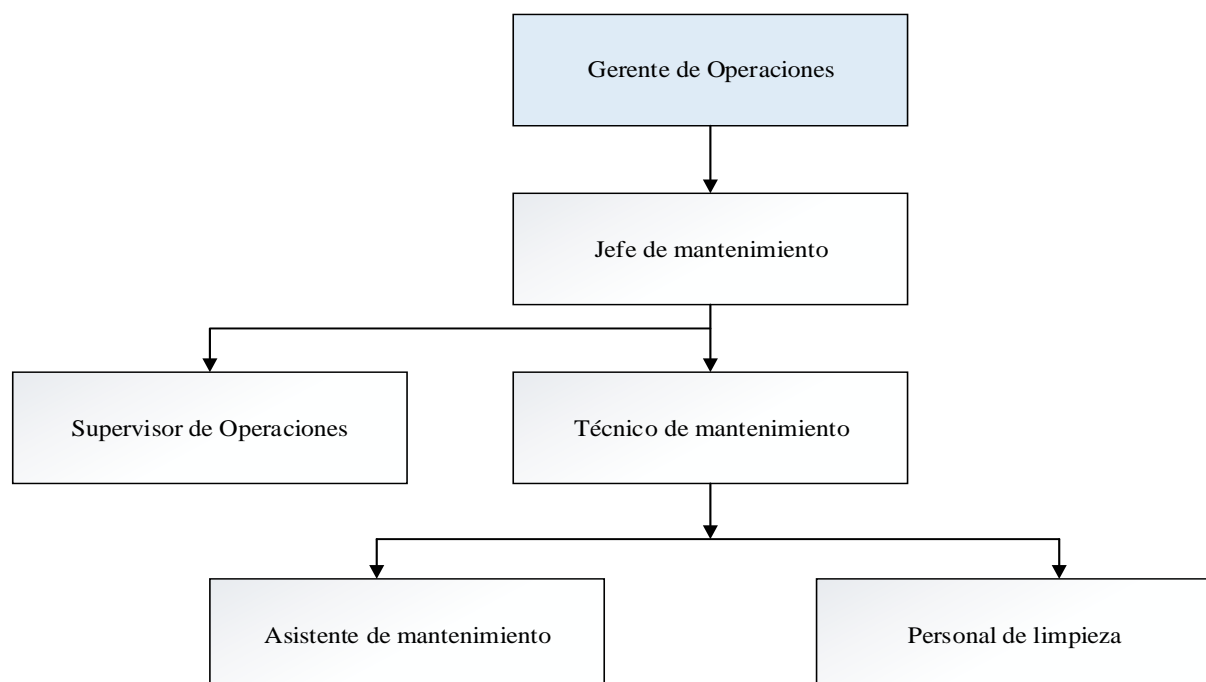 Gerente de Operaciones
Jefe de mantenimiento
Supervisor de Operaciones
Técnico de mantenimiento
Asistente de mantenimiento
Personal de limpieza